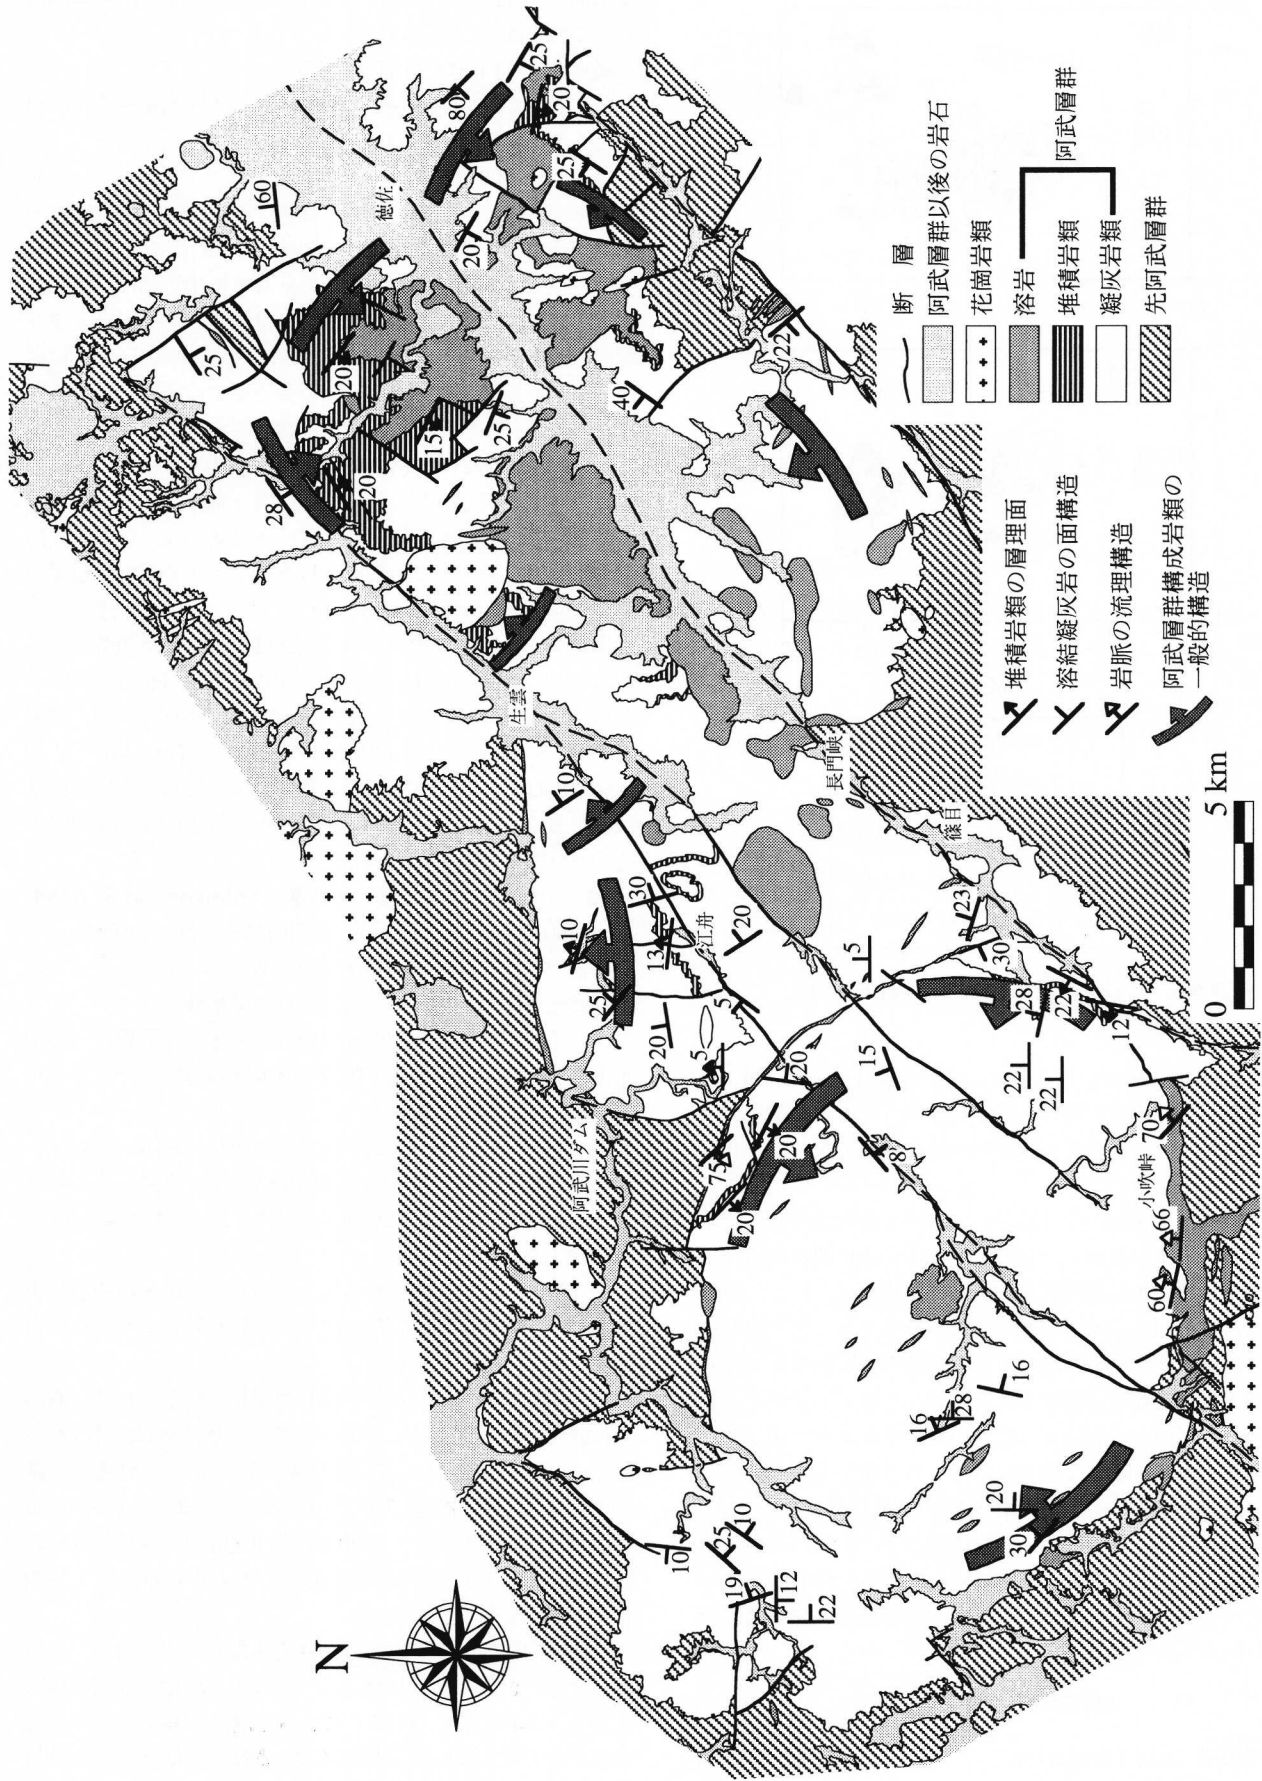 N
断層
阿武層群以後の岩石
花崗岩類
溶岩
堆積岩類
凝灰岩類
先阿武層群
阿武層群
堆積岩類の層理面
溶結凝灰岩の面構造
岩脈の流理構造
阿武層群構成岩類の
一般的構造
0
5 km
徳佐
生雲
長門峡
篠目
江舟
阿武川ダム
小吹峠
60
25
20
28
20
15
25
80
25
20
25
20
40
22
10
30
10
13
25
20
5
5
20
20
5
15
23
30
28
22
12
22
22
70
66
60
75
20
20
8
16
28
16
20
30
10
25
10
19
12
22